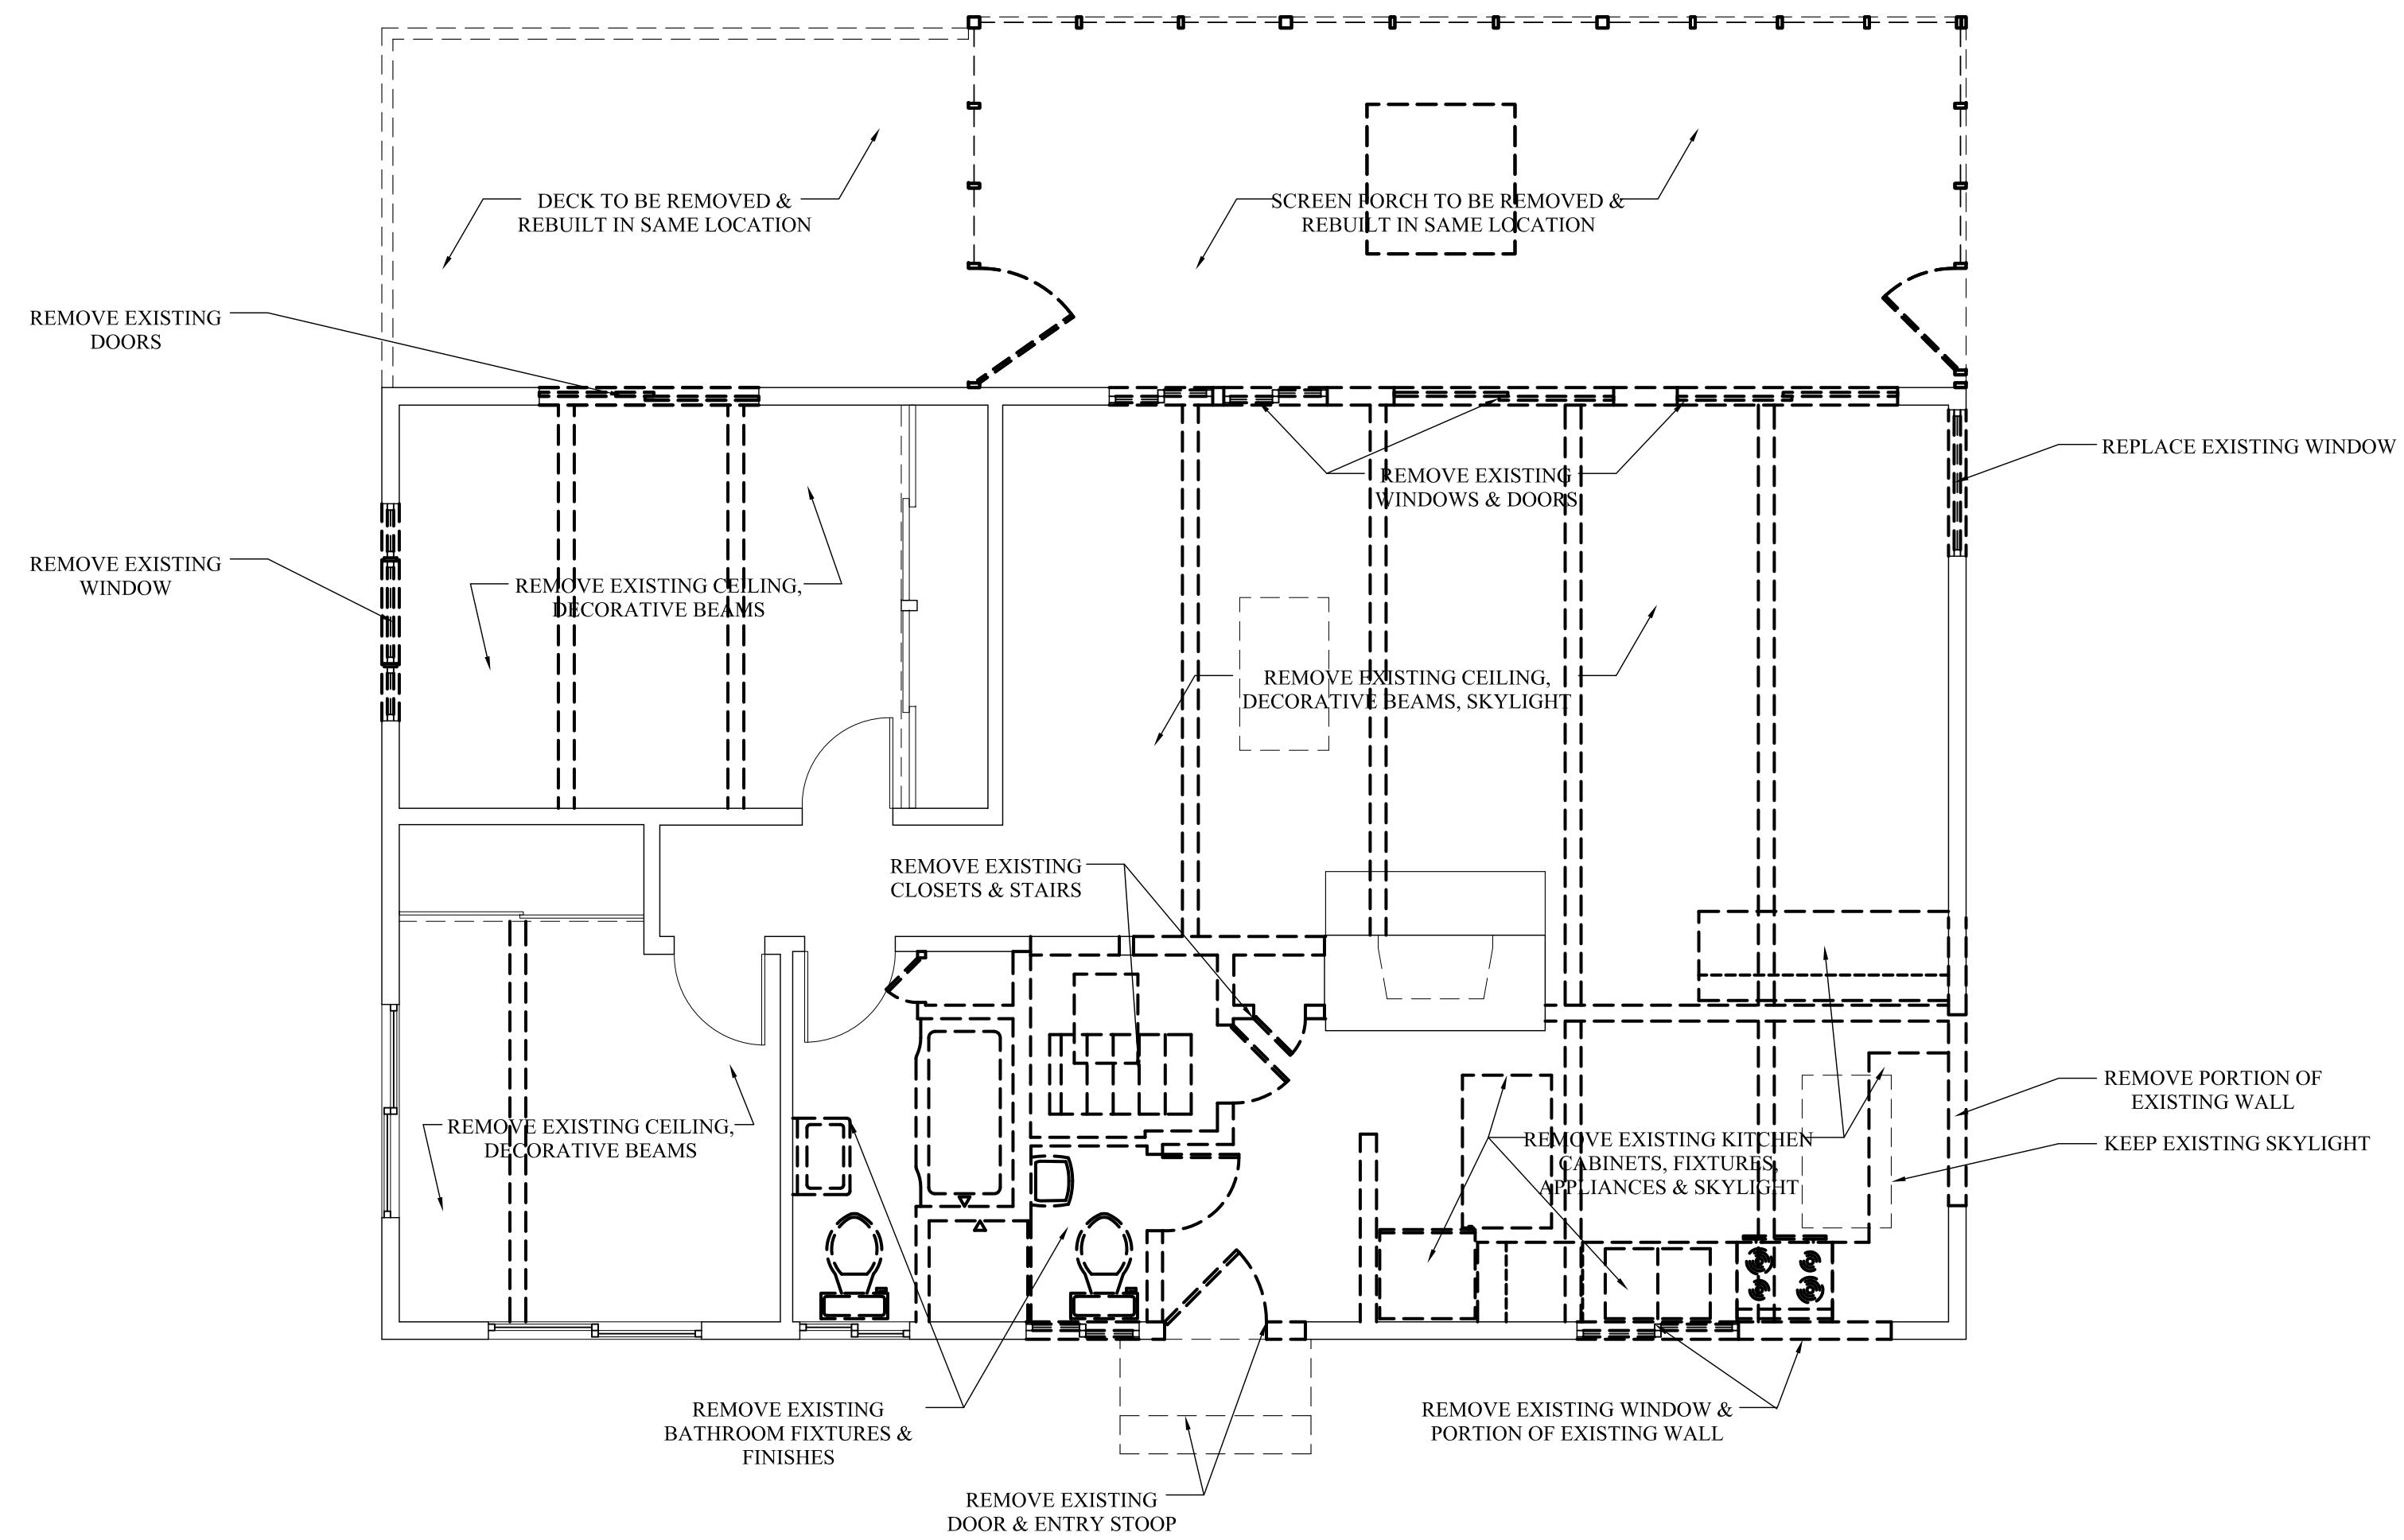 DECK TO BE REMOVED &
REBUILT IN SAME LOCATION
SCREEN PORCH TO BE REMOVED &
REBUILT IN SAME LOCATION
REMOVE EXISTING
DOORS
REPLACE EXISTING WINDOW
REMOVE EXISTING
WINDOWS & DOORS
REMOVE EXISTING
WINDOW
REMOVE EXISTING CEILING,
DECORATIVE BEAMS
REMOVE EXISTING CEILING,
DECORATIVE BEAMS, SKYLIGHT
REMOVE EXISTING
CLOSETS & STAIRS
REMOVE PORTION OF
EXISTING WALL
KEEP EXISTING SKYLIGHT
REMOVE EXISTING CEILING,
DECORATIVE BEAMS
REMOVE EXISTING KITCHEN
CABINETS, FIXTURES,
APPLIANCES & SKYLIGHT
REMOVE EXISTING
BATHROOM FIXTURES &
FINISHES
REMOVE EXISTING WINDOW &
PORTION OF EXISTING WALL
REMOVE EXISTING
DOOR & ENTRY STOOP